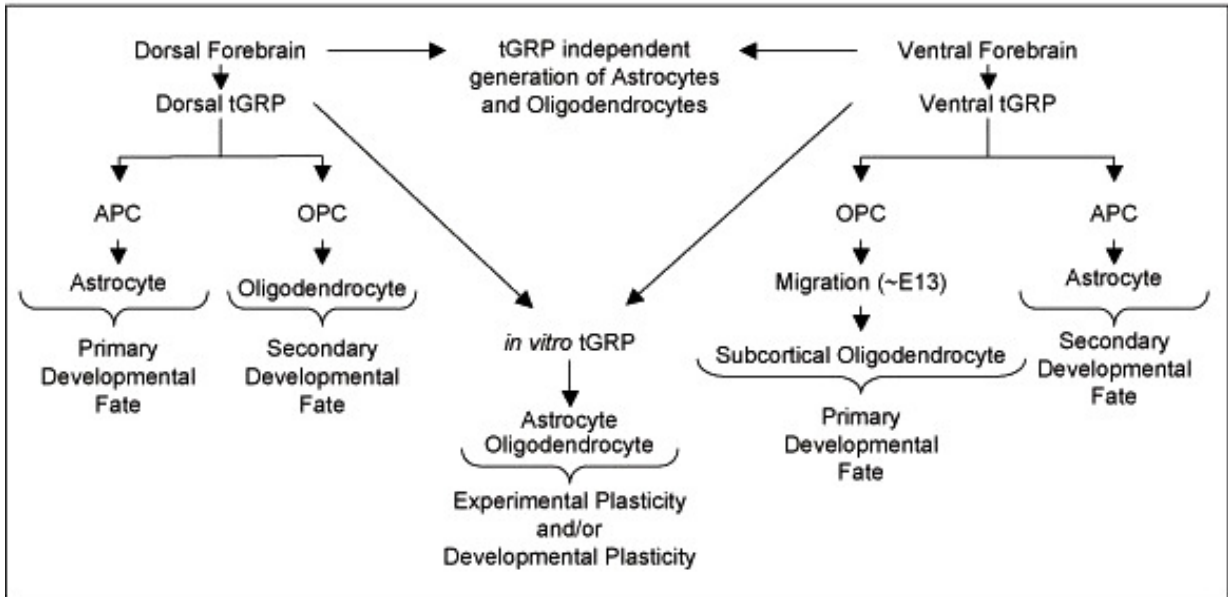 Dorsal Forebrain
tGRP independent
generation of Astrocytes
and Oligodendrocytes
Ventral Forebrain
Dorsal tGRP
Ventral tGRP
APC
OPC
OPC
APC
Astrocyte
Oligodendrocyte
Migration (~E13)
Astrocyte
Primary
Developmental
Fate
Secondary
Developmental
Fate
in vitro tGRP
Subcortical Oligodendrocyte
Secondary
Developmental
Fate
Astrocyte
Oligodendrocyte
Primary
Developmental
Fate
Experimental Plasticity
and/or
Developmental Plasticity